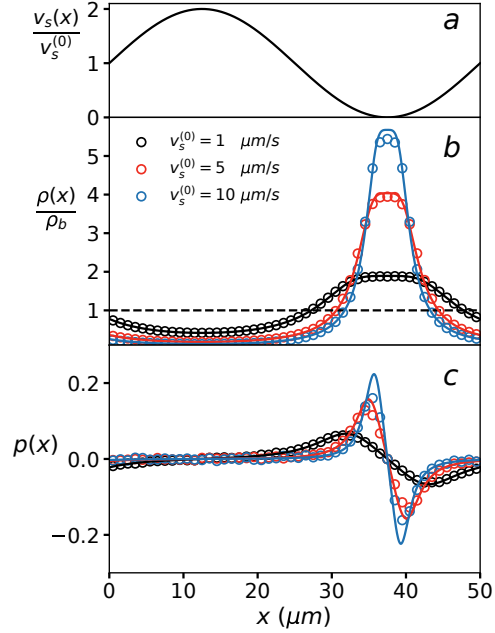 v_s(x)
v_s^(0)
2
1
0
a
ρ(x)
ρ_b
5
4
3
2
1
v_s^(0) = 1 μm/s
v_s^(0) = 5 μm/s
v_s^(0) = 10 μm/s
b
p(x)
0.2
0.0
−0.2
c
0 10 20 30 40 50
x (μm)